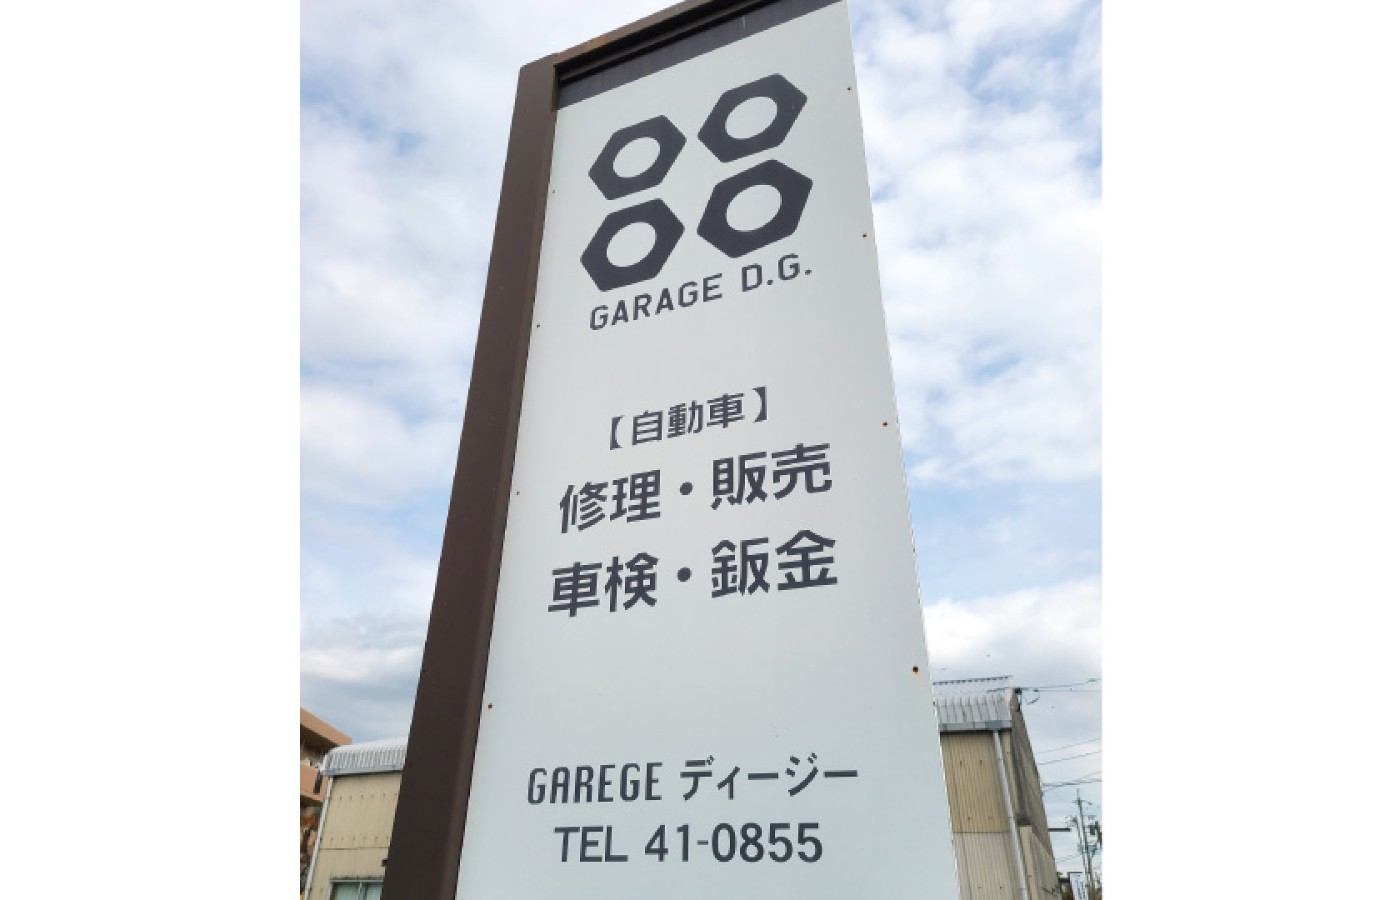 GARAGE D.G.
【自動車】
修理・販売
車検・鈑金
GAREGE ディージー
TEL 41-0855